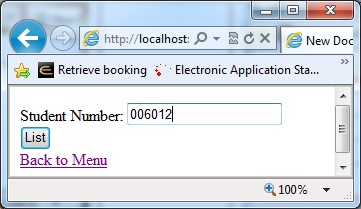 http://localhost:
New Doc
Retrieve booking
Electronic Application Sta...
Student Number: 006012
List
Back to Menu
100%